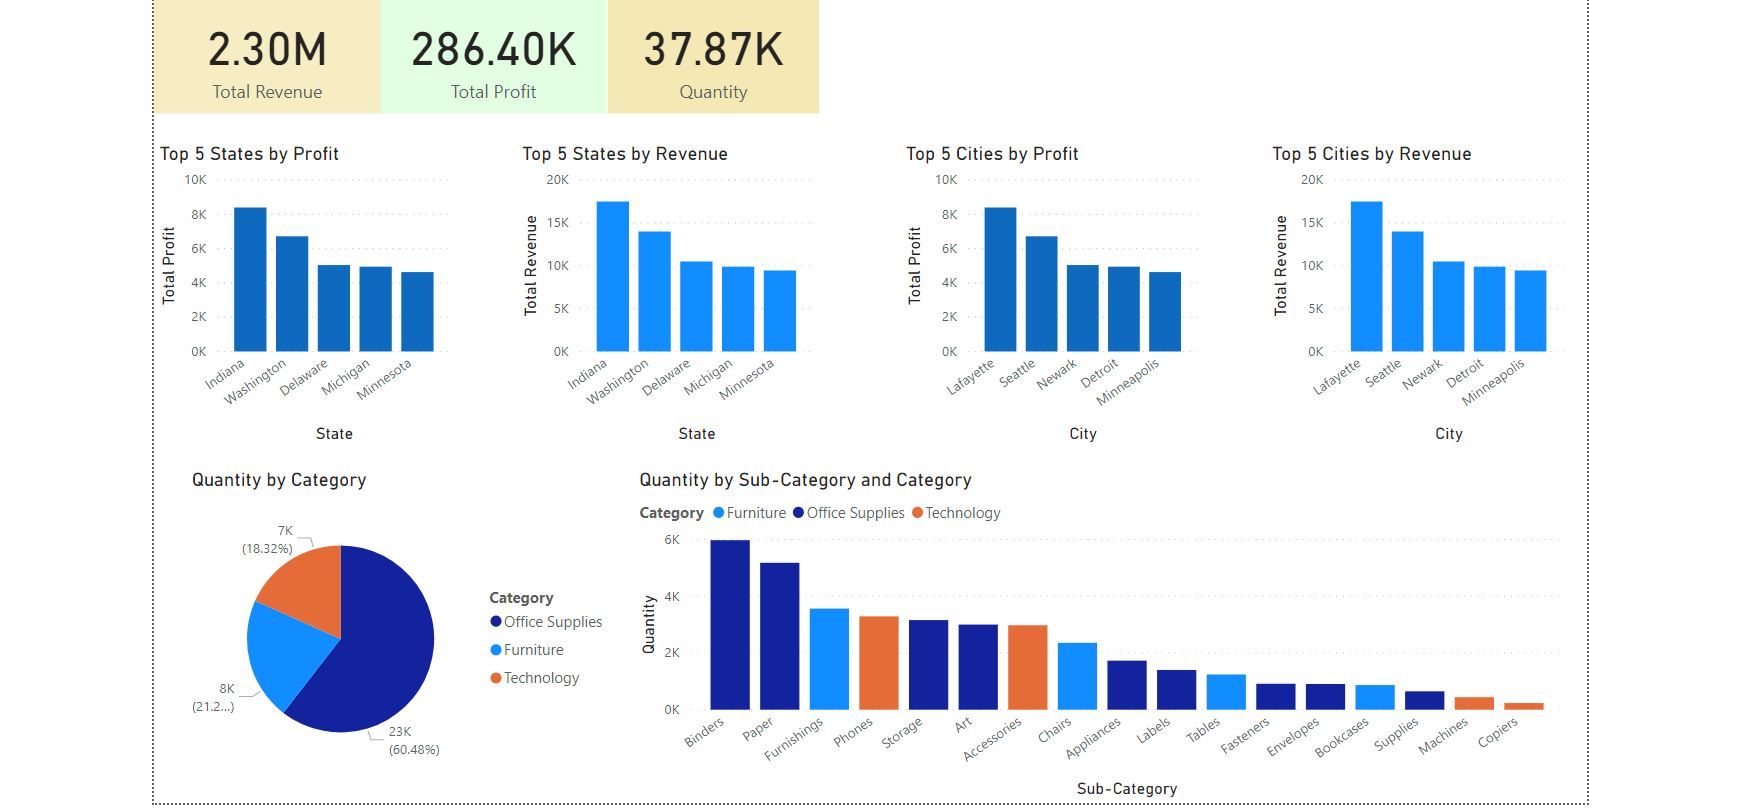 2.30M
Total Revenue
286.40K
Total Profit
37.87K
Quantity
Top 5 States by Profit
10K
8K
6K
4K
2K
0K
Total Profit
Indiana
Washington
Delaware
Michigan
Minnesota
State
Top 5 States by Revenue
20K
15K
10K
5K
0K
Total Revenue
Indiana
Washington
Delaware
Michigan
Minnesota
State
Top 5 Cities by Profit
10K
8K
6K
4K
2K
0K
Total Profit
Lafayette
Seattle
Newark
Detroit
Minneapolis
City
Top 5 Cities by Revenue
20K
15K
10K
5K
0K
Total Revenue
Lafayette
Seattle
Newark
Detroit
Minneapolis
City
Quantity by Category
7K
(18.32%)
8K
(21.2...)
23K
(60.48%)
Category
Office Supplies
Furniture
Technology
Quantity by Sub-Category and Category
Category Furniture Office Supplies Technology
6K
4K
2K
0K
Quantity
Binders
Paper
Furnishings
Phones
Storage
Art
Accessories
Chairs
Appliances
Labels
Tables
Fasteners
Envelopes
Bookcases
Supplies
Machines
Copiers
Sub-Category